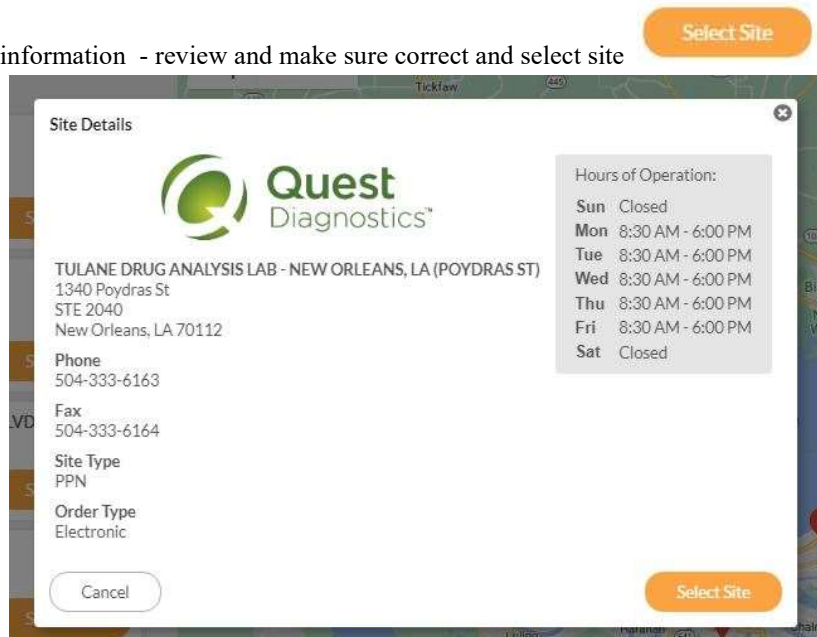 Select Site
information - review and make sure correct and select site
Tickfaw
445
Site Details
Quest
Diagnostics™
TULANE DRUG ANALYSIS LAB - NEW ORLEANS, LA (POYDRAS ST)
1340 Poydras St
STE 2040
New Orleans, LA 70112
Phone
504-333-6163
Fax
504-333-6164
Site Type
PPN
Order Type
Electronic
Hours of Operation:
Sun Closed
Mon 8:30 AM - 6:00 PM
Tue 8:30 AM - 6:00 PM
Wed 8:30 AM - 6:00 PM
Thu 8:30 AM - 6:00 PM
Fri 8:30 AM - 6:00 PM
Sat Closed
Cancel
Select Site